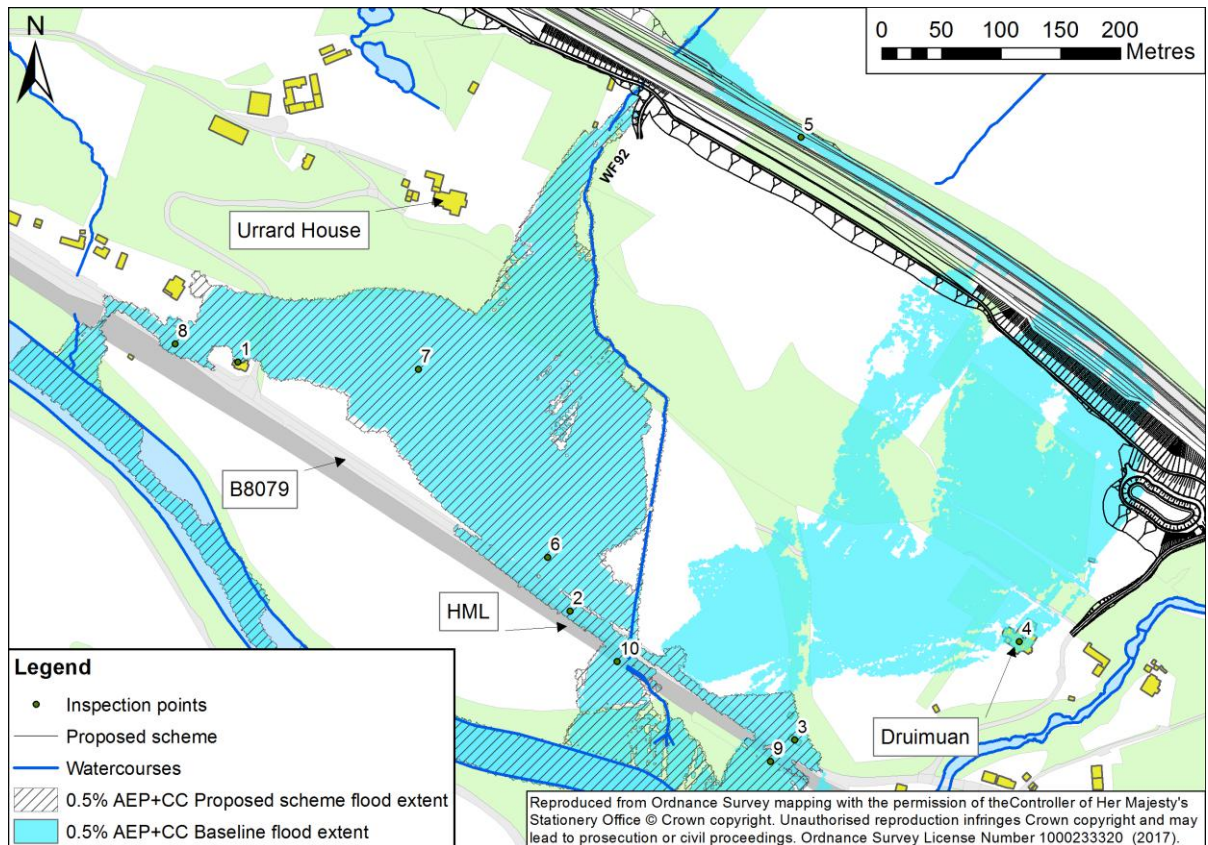 N
0 50 100 150 200
Metres
5
WF92
Urrard House
8
1
7
B8079
6
HML
2
10
4
3
9
Druimuan
Legend
Inspection points
Proposed scheme
Watercourses
0.5% AEP+CC Proposed scheme flood extent
0.5% AEP+CC Baseline flood extent
Reproduced from Ordnance Survey mapping with the permission of theController of Her Majesty's
Stationery Office © Crown copyright. Unauthorised reproduction infringes Crown copyright and may
lead to prosecution or civil proceedings. Ordnance Survey License Number 1000233320 (2017).